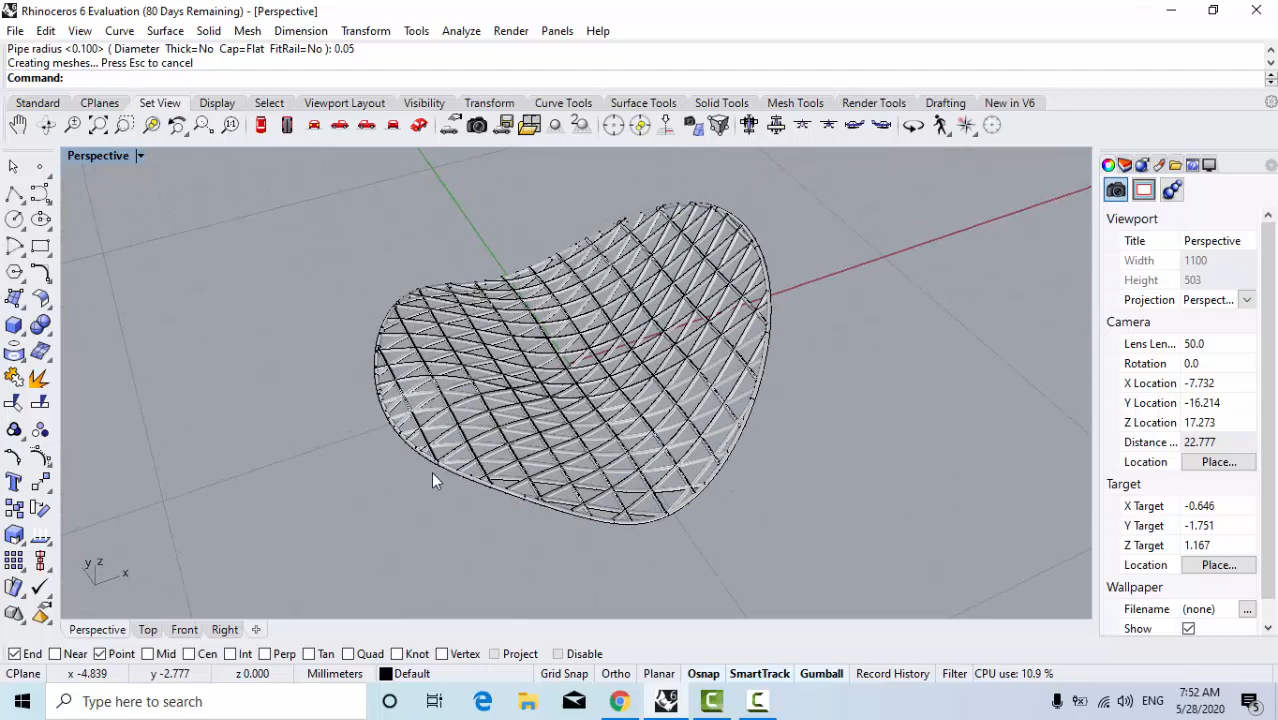 Rhinoceros 6 Evaluation (80 Days Remaining) - [Perspective]
File Edit View Curve Surface Solid Mesh Dimension Transform Tools Analyze Render Panels Help
Pipe radius <0.100> ( Diameter Thick=No Cap=Flat FitRail=No ): 0.05
Creating meshes... Press Esc to cancel
Command:
Standard CPlanes Set View Display Select Viewport Layout Visibility Transform Curve Tools Surface Tools Solid Tools Mesh Tools Render Tools Drafting New in V6
Perspective
Viewport
Title Perspective
Width 1100
Height 503
Projection Perspect...
Camera
Lens Len... 50.0
Rotation 0.0
X Location -7.732
Y Location -16.214
Z Location 17.273
Distance ... 22.777
Location Place...
Target
X Target -0.646
Y Target -1.751
Z Target 1.167
Location Place...
Wallpaper
Filename (none) ...
Show
y z x
Perspective Top Front Right
End Near Point Mid Cen Int Perp Tan Quad Knot Vertex Project Disable
CPlane x -4.839 y -2.777 z 0.000 Millimeters Default Grid Snap Ortho Planar Osnap SmartTrack Gumball Record History Filter CPU use: 10.9 %
Type here to search
ENG
7:52 AM
5/28/2020
5